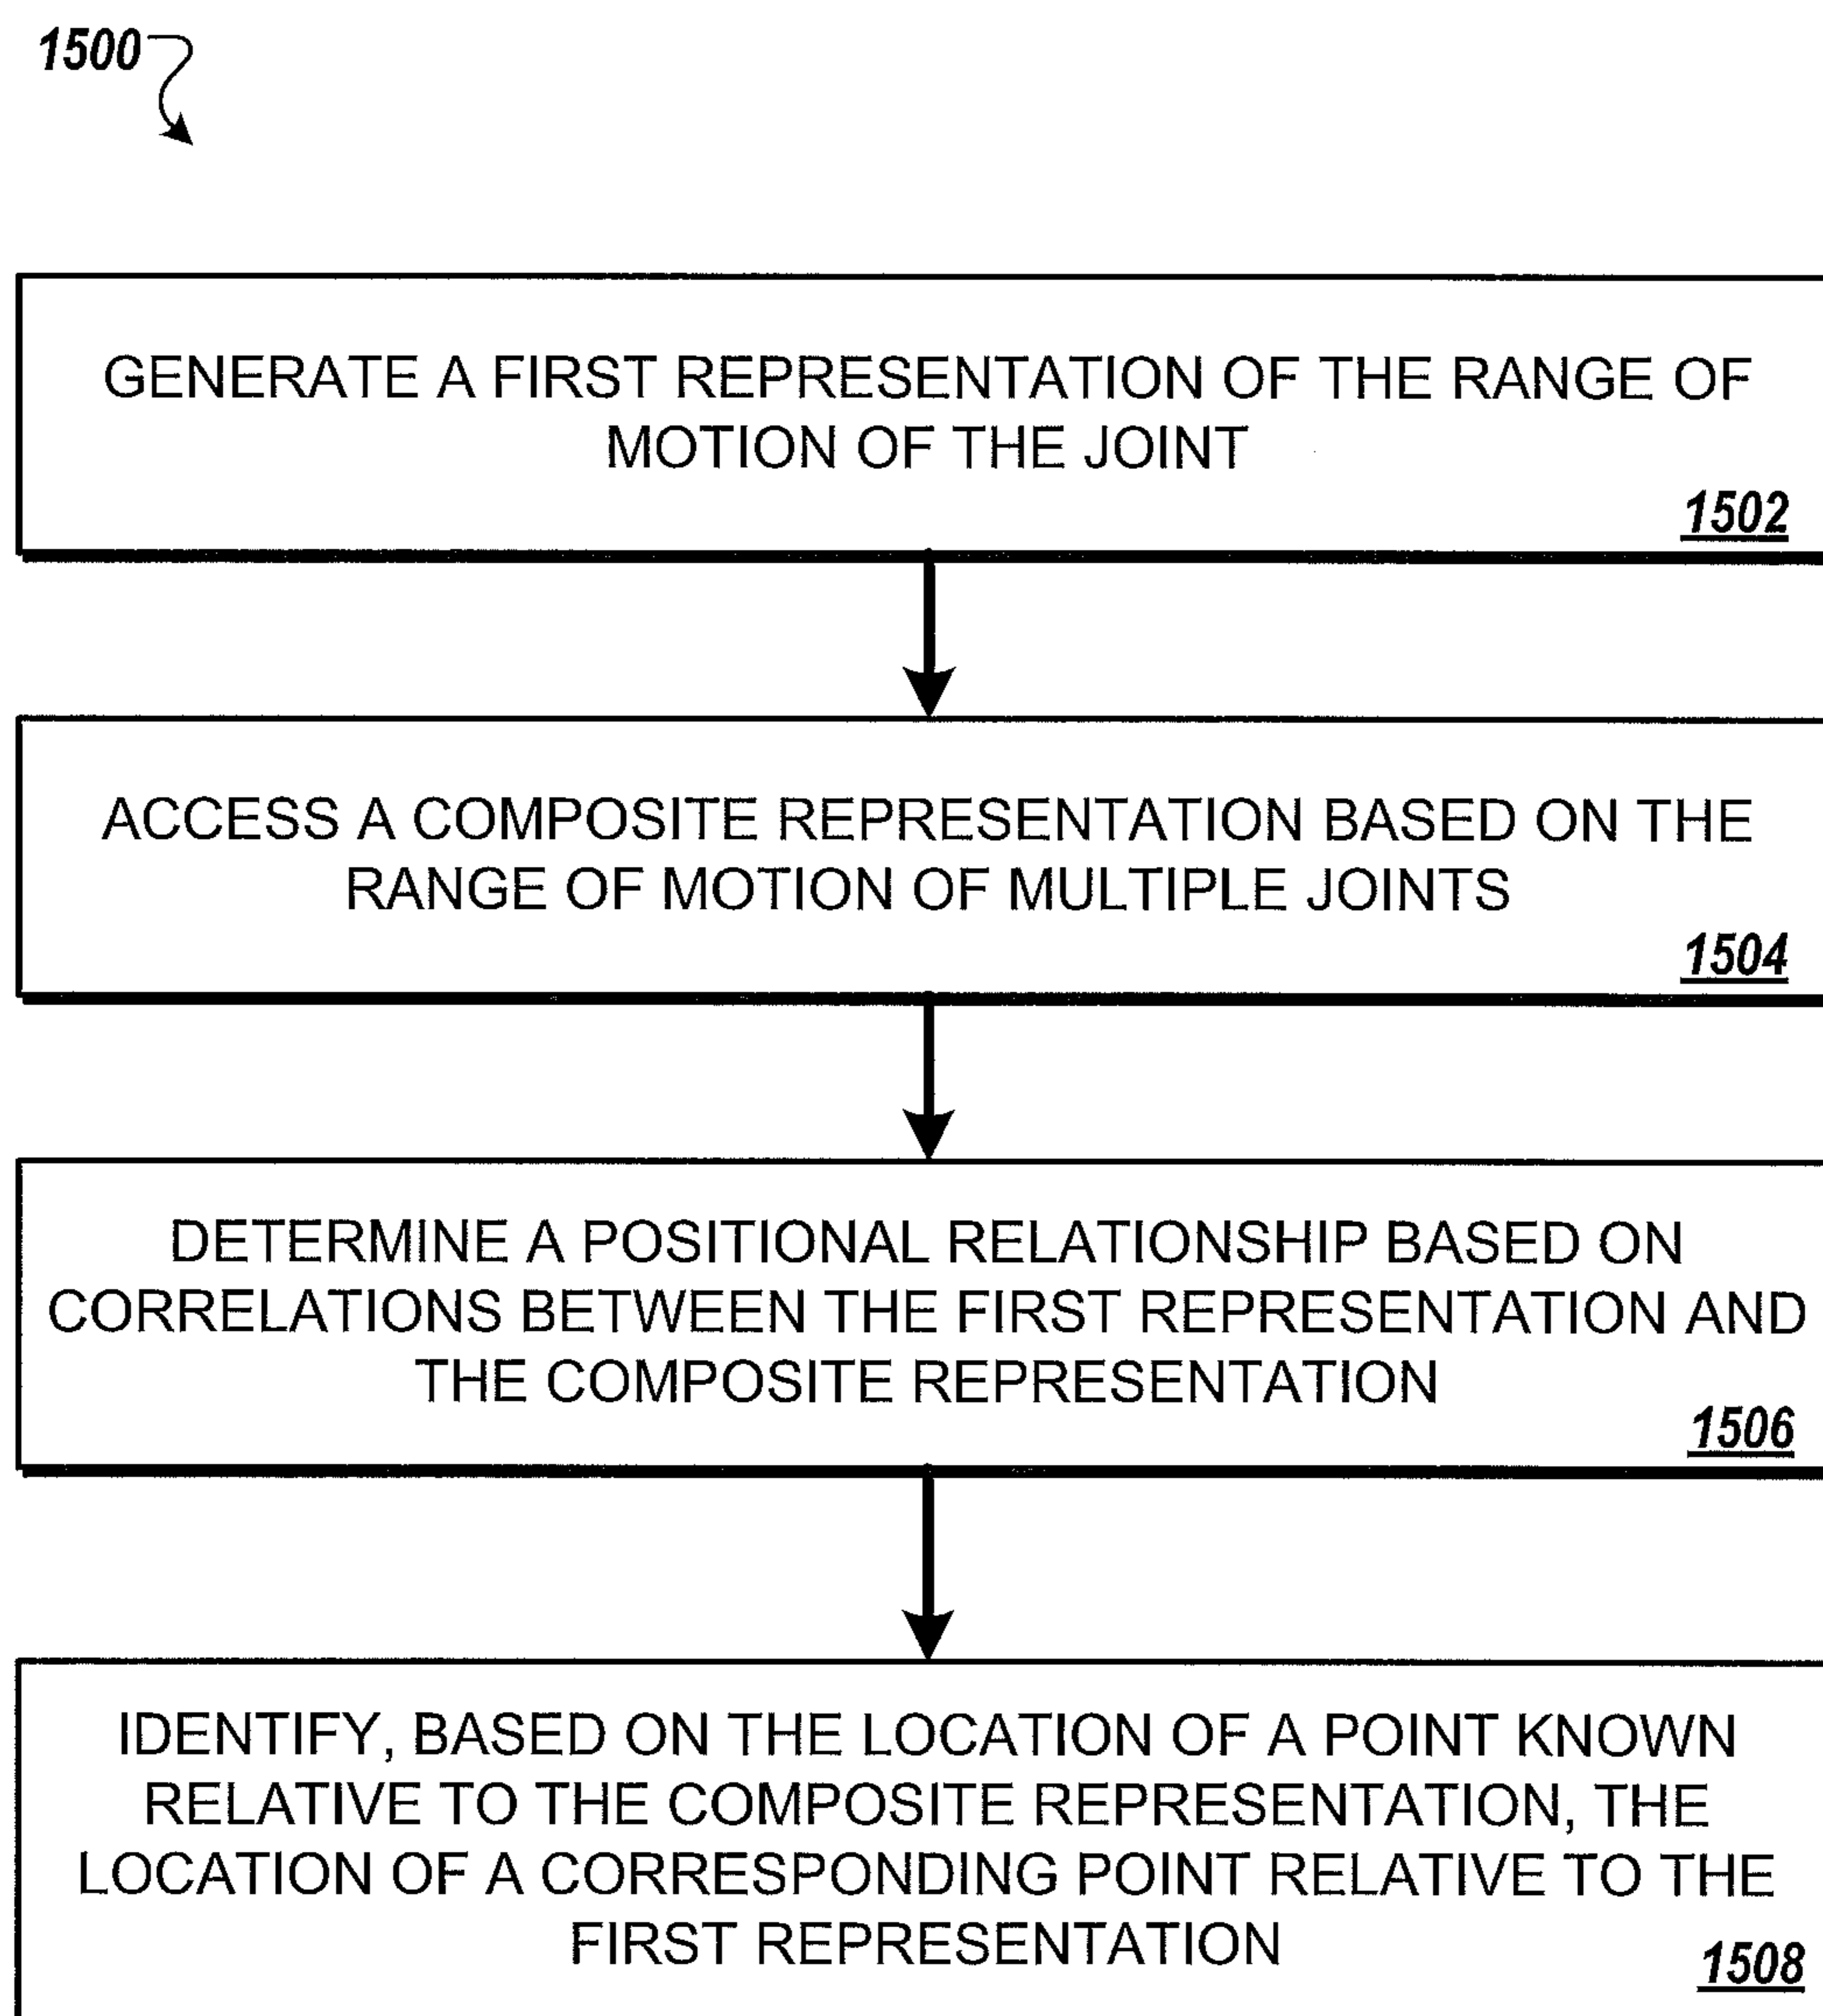 1500
GENERATE A FIRST REPRESENTATION OF THE RANGE OF
MOTION OF THE JOINT
1502
ACCESS A COMPOSITE REPRESENTATION BASED ON THE
RANGE OF MOTION OF MULTIPLE JOINTS
1504
DETERMINE A POSITIONAL RELATIONSHIP BASED ON
CORRELATIONS BETWEEN THE FIRST REPRESENTATION AND
THE COMPOSITE REPRESENTATION
1506
IDENTIFY, BASED ON THE LOCATION OF A POINT KNOWN
RELATIVE TO THE COMPOSITE REPRESENTATION, THE
LOCATION OF A CORRESPONDING POINT RELATIVE TO THE
FIRST REPRESENTATION
1508